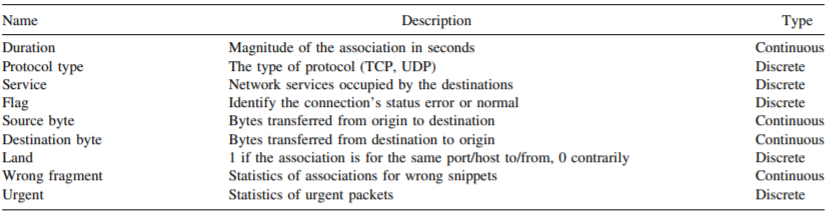 Name Description Type
Duration Magnitude of the association in seconds Continuous
Protocol type The type of protocol (TCP, UDP) Discrete
Service Network services occupied by the destinations Discrete
Flag Identify the connection's status error or normal Discrete
Source byte Bytes transferred from origin to destination Continuous
Destination byte Bytes transferred from destination to origin Continuous
Land 1 if the association is for the same port/host to/from, 0 contrarily Discrete
Wrong fragment Statistics of associations for wrong snippets Continuous
Urgent Statistics of urgent packets Discrete